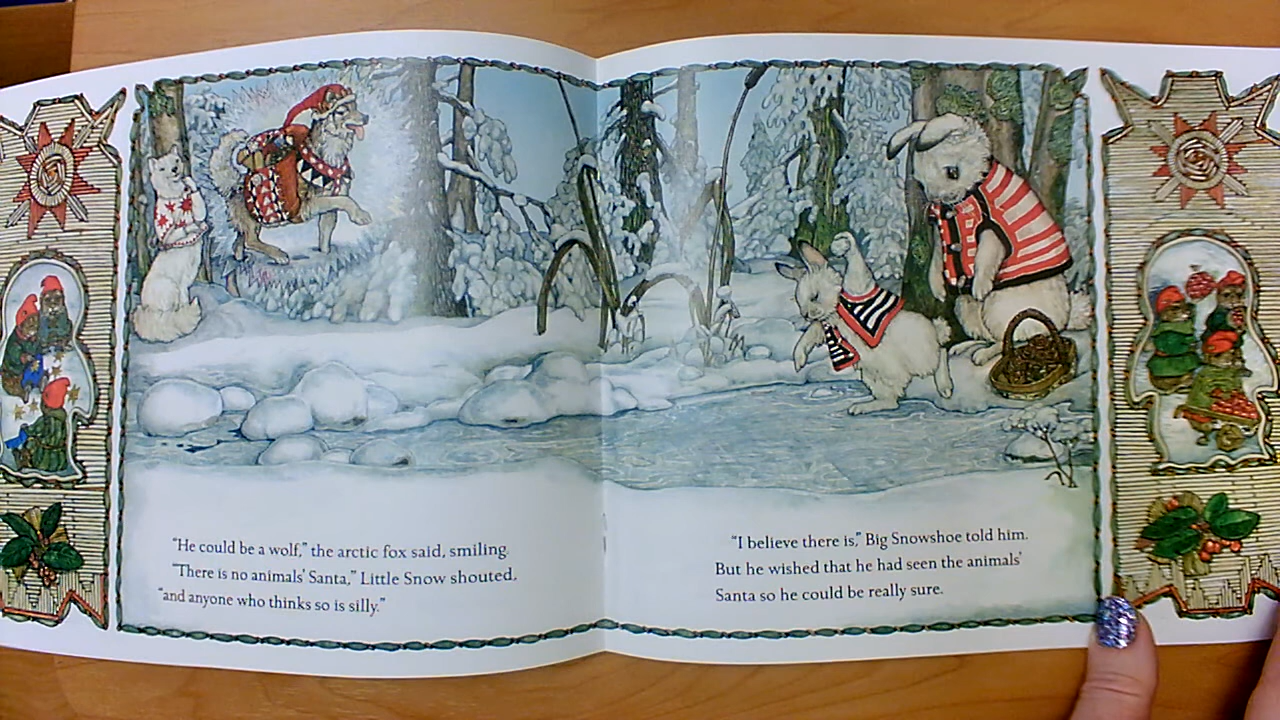 “He could be a wolf,” the arctic fox said, smiling.
“There is no animals’ Santa,” Little Snow shouted,
“and anyone who thinks so is silly.”
“I believe there is,” Big Snowshoe told him.
But he wished that he had seen the animals’
Santa so he could be really sure.